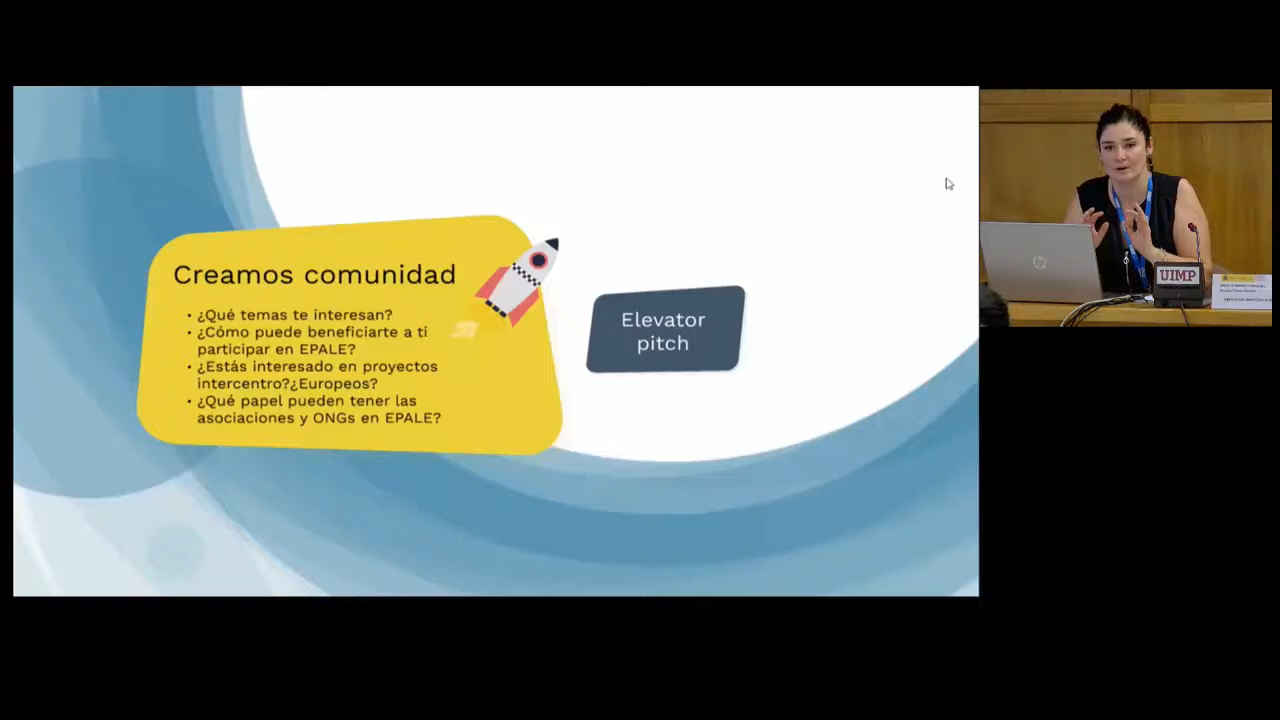 Creamos comunidad
• ¿Qué temas te interesan?
• ¿Cómo puede beneficiarte a ti
participar en EPALE?
• ¿Estás interesado en proyectos
intercentro?¿Europeos?
• ¿Qué papel pueden tener las
asociaciones y ONGs en EPALE?
Elevator
pitch
hp
UIMP